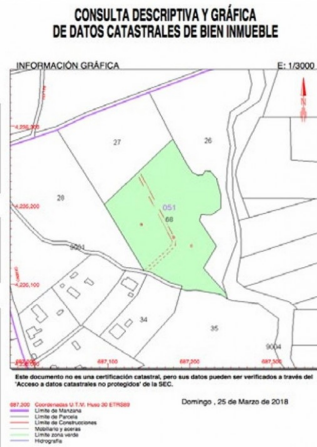 CONSULTA DESCRIPTIVA Y GRÁFICA
DE DATOS CATASTRALES DE BIEN INMUEBLE
INFORMACIÓN GRÁFICA
E: 1/3000
27
26
28
051
68
9001
34
35
9004
Este documento no es una certificación catastral, pero sus datos pueden ser verificados a través del
'Acceso a datos catastrales no protegidos' de la SEC.
Coordenadas U.T.M. Huso 30 ETRS89
Domingo , 25 de Marzo de 2018
Límite de Manzana
Límite de Parcela
Límite de Construcciones
Mobiliario y aceras
Límite zona verde
Hidrografía